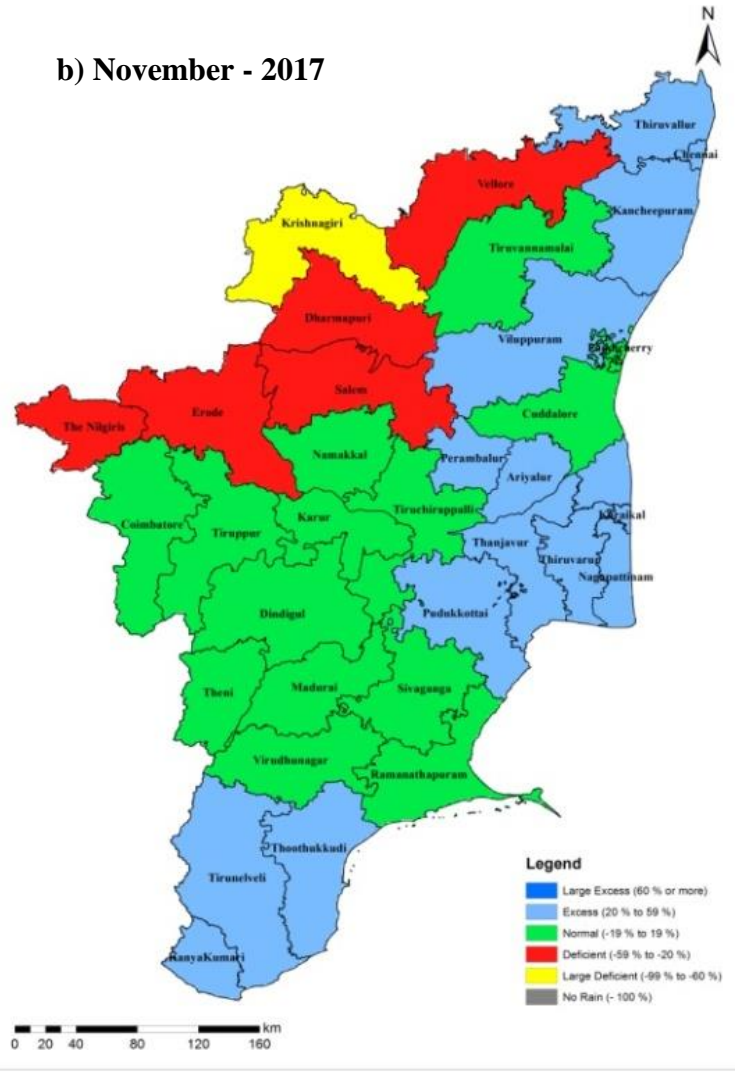 N
b) November - 2017
Thiruvallur
Chennai
Vellore
Kancheepuram
Krishnagiri
Tiruvannamalai
Dharmapuri
Viluppuram
Salem
Erode
Cuddalore
The Nilgiris
Namakkal
Perambalur
Ariyalur
Tiruchirappalli
Karur
Karaikal
Coimbatore
Tiruppur
Thanjavur
Thiruvarur
Nagapattinam
Dindigul
Pudukkottai
Theni
Madurai
Sivaganga
Virudhunagar
Ramanathapuram
Thoothukkudi
Tirunelveli
KanyaKumari
Legend
Large Excess (60 % or more)
Excess (20 % to 59 %)
Normal (-19 % to 19 %)
Deficient (-59 % to -20 %)
Large Deficient (-99 % to -60 %)
No Rain (- 100 %)
km
0 20 40 80 120 160